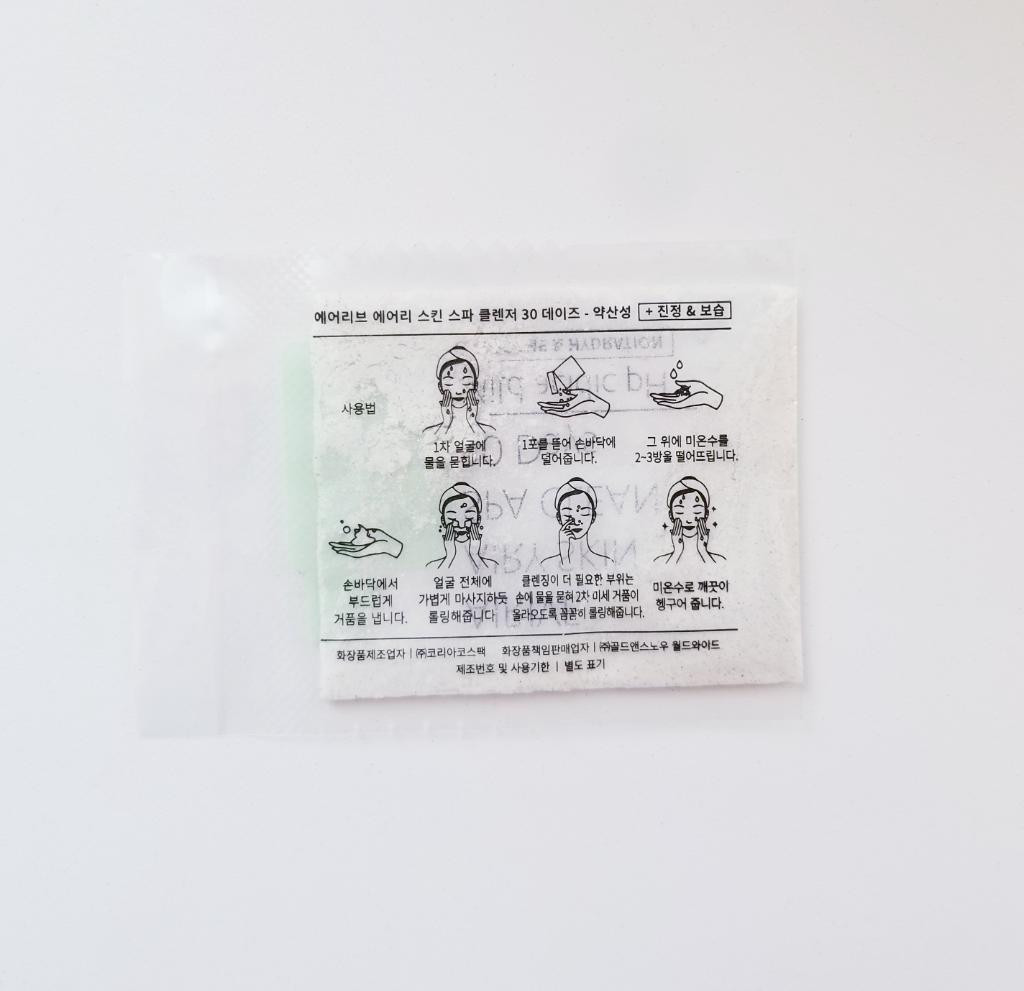 에어리브 에어리 스킨 스파 클렌저 30 데이즈 - 약산성 + 진정 & 보습
사용법
1차 얼굴에
물을 묻힙니다.
1포를 뜯어 손바닥에
덜어줍니다.
그 위에 미온수를
2~3방울 떨어뜨립니다.
손바닥에서
부드럽게
거품을 냅니다.
얼굴 전체에
가볍게 마사지하듯
롤링해줍니다
클렌징이 더 필요한 부위는
손에 물을 묻혀 2차 미세 거품이
올라오도록 꼼꼼히 롤링해줍니다.
미온수로 깨끗이
헹구어 줍니다.
화장품제조업자 | ㈜코리아코스팩 화장품책임판매업자 | ㈜골드앤스노우 월드와이드
제조번호 및 사용기한 | 별도 표기
& HYDRATION
Mild acidic pH
30 Days
SPA CLEAN
AIRY SKIN